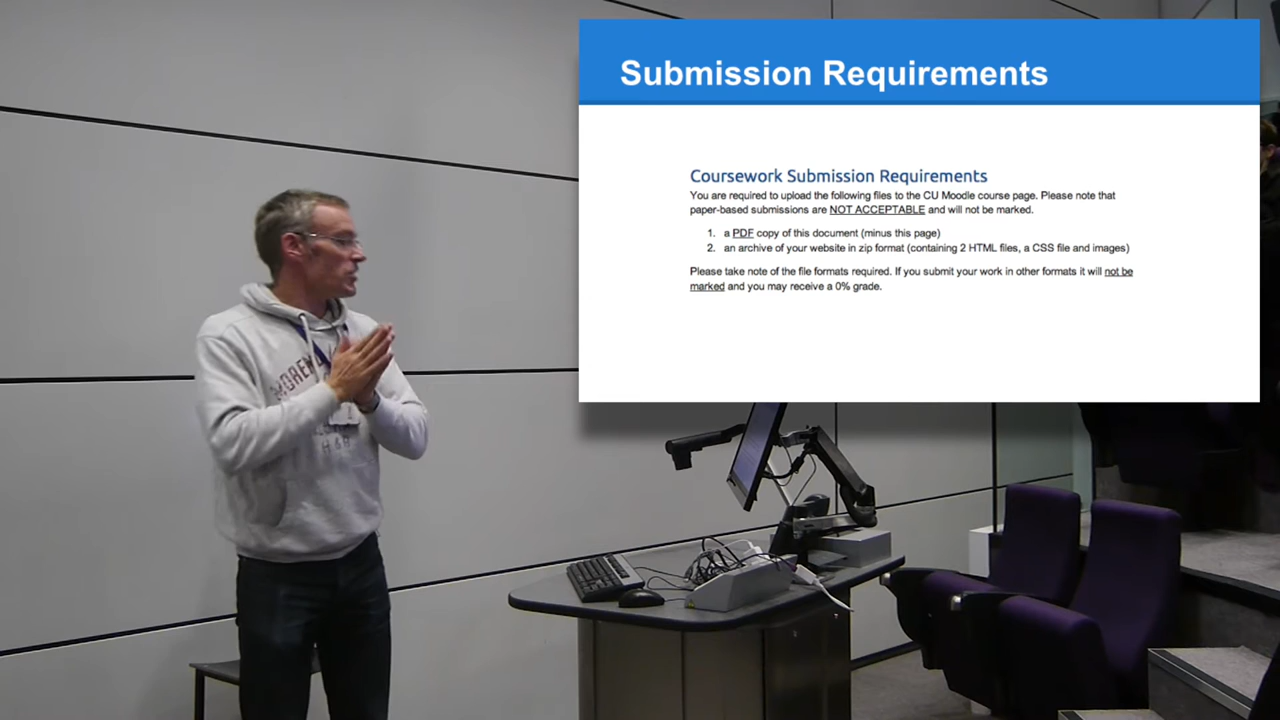 Submission Requirements
Coursework Submission Requirements
You are required to upload the following files to the CU Moodle course page. Please note that
paper-based submissions are NOT ACCEPTABLE and will not be marked.
1. a PDF copy of this document (minus this page)
2. an archive of your website in zip format (containing 2 HTML files, a CSS file and images)
Please take note of the file formats required. If you submit your work in other formats it will not be
marked and you may receive a 0% grade.